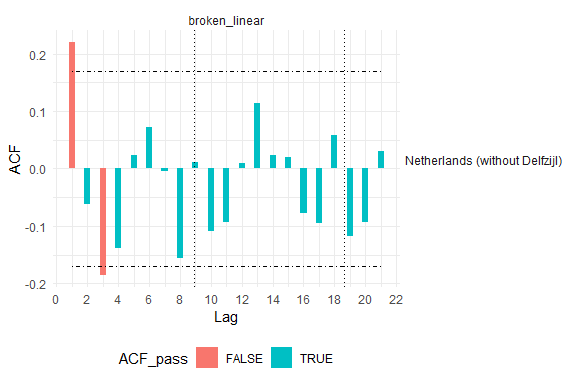 broken_linear
ACF
0.2
0.1
0.0
-0.1
-0.2
Netherlands (without Delfzijl)
0 2 4 6 8 10 12 14 16 18 20 22
Lag
ACF_pass FALSE TRUE